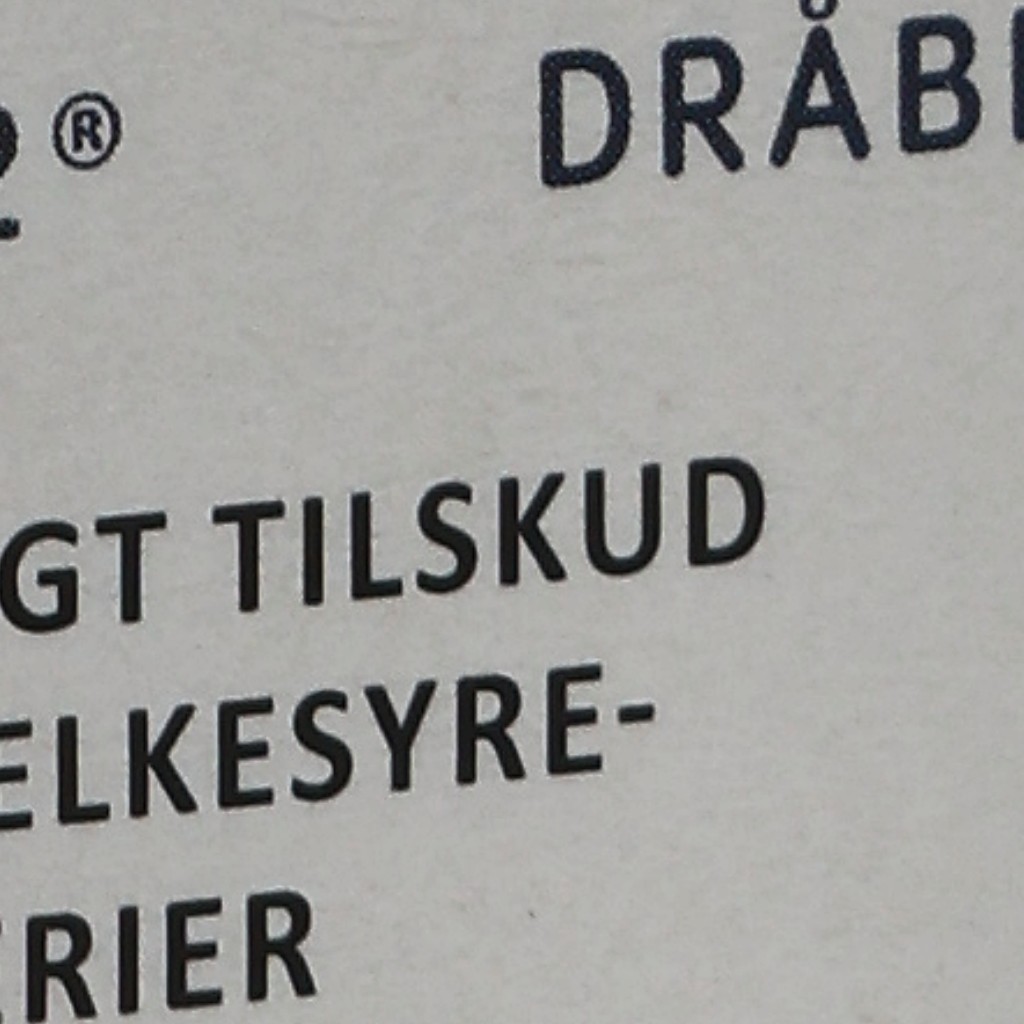 ® DRÅB
GT TILSKUD
ELKESYRE-
RIER